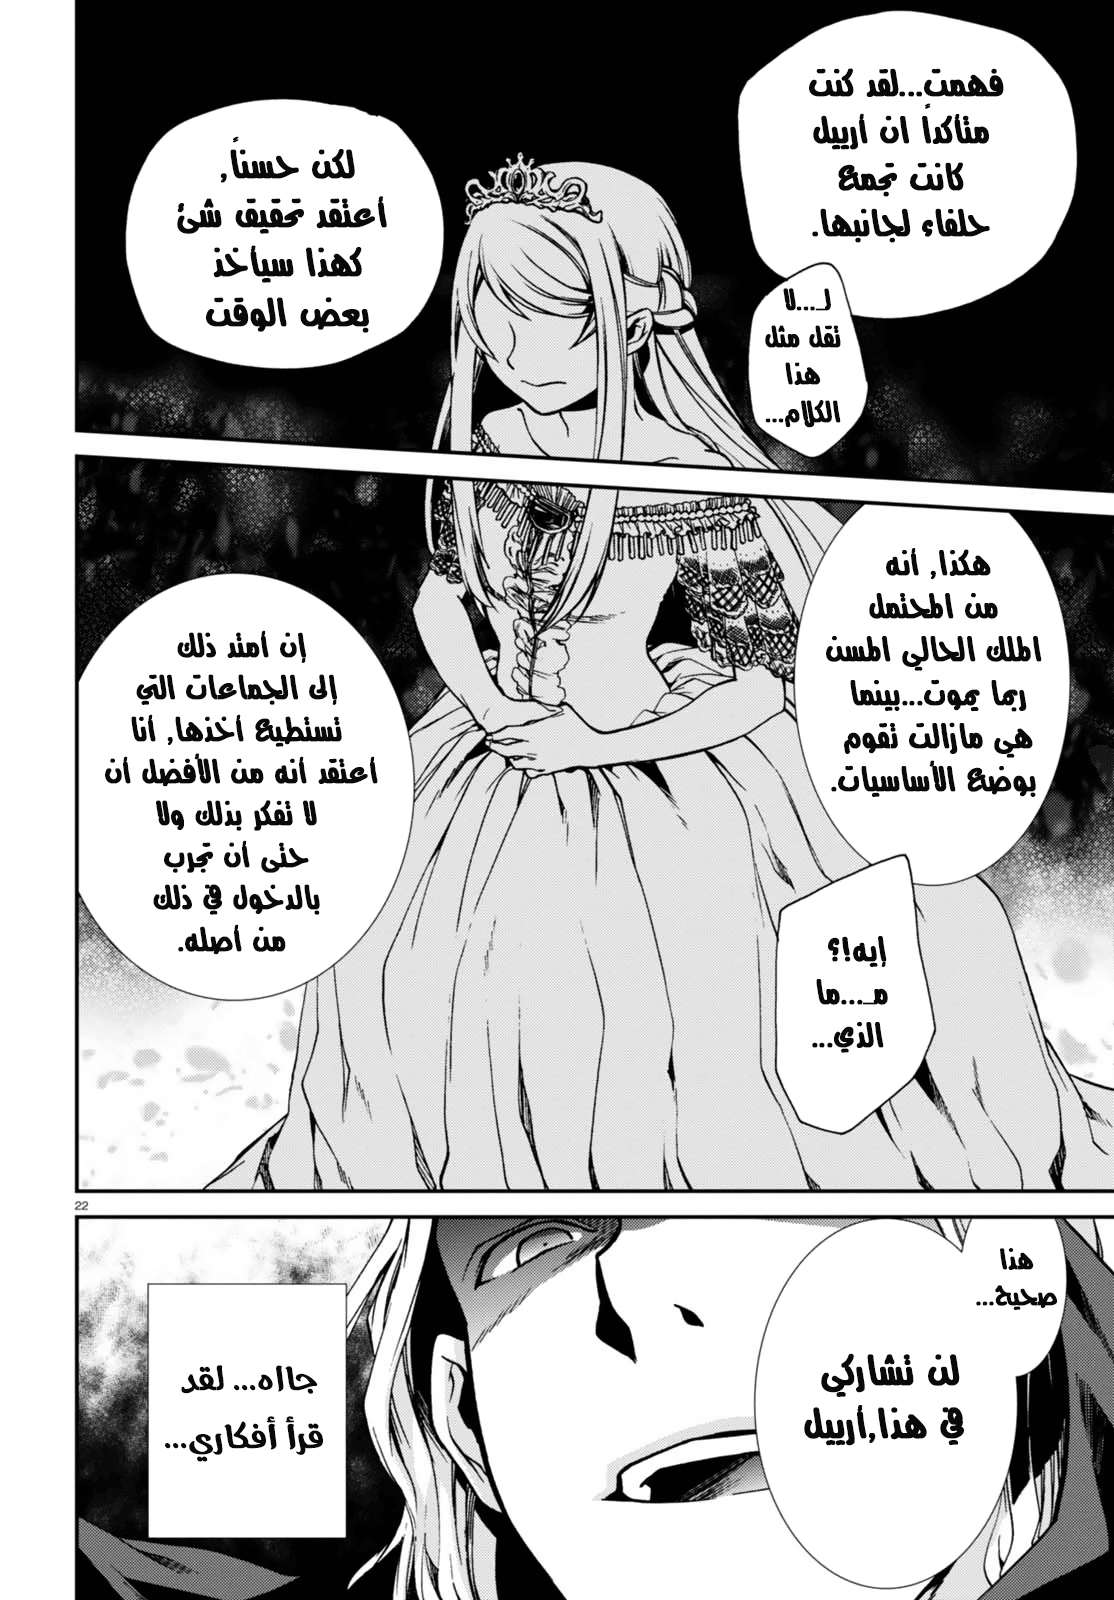 فهمت...لقد كنت
متأكداً ان أرييل
كانت تجمع
حلفاء لجانبها.
لـ...لا
تقل مثل
هذا
الكلام...
لكن حسناً,
أعتقد تحقيق شئ
كهذا سيأخذ
بعض الوقت
هكذا, أنه
من المحتمل
الملك الحالي المسن
ربما يموت...بينما
هي مازالت تقوم
بوضع الأساسيات.
إن أمتد ذلك
إلى الجماعات التي
تستطيع أخذها, أنا
أعتقد أنه من الأفضل أن
لا تفكر بذلك ولا
حتى أن تجرب
بالدخول في ذلك
من أصله.
إيه!؟
مـ...ما
الذي...
22
هذا
صحيح...
لن تشاركي
في هذا,أرييل
جااه... لقد
قرأ أفكاري...